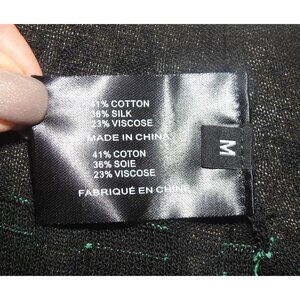 41% COTTON
36% SILK
23% VISCOSE
MADE IN CHINA
41% COTON
36% SOIE
23% VISCOSE
FABRIQUÉ EN CHINE
M